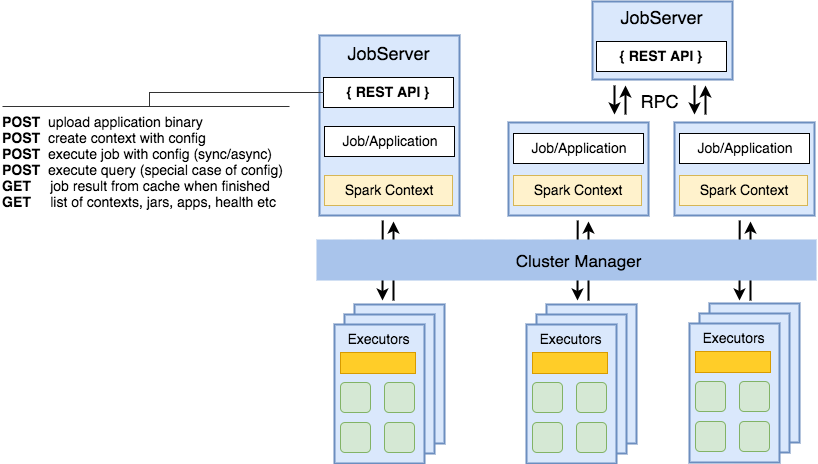 JobServer
{ REST API }
POST upload application binary
POST create context with config
POST execute job with config (sync/async)
POST execute query (special case of config)
GET job result from cache when finished
GET list of contexts, jars, apps, health etc
Job/Application
Spark Context
JobServer
{ REST API }
RPC
Job/Application
Spark Context
Job/Application
Spark Context
Cluster Manager
Executors
Executors
Executors